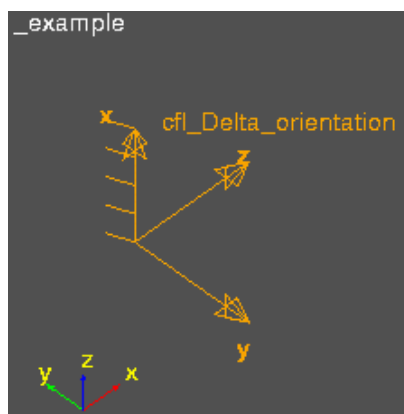 _example
x
cfl_Delta_orientation
z
y
z
y
x